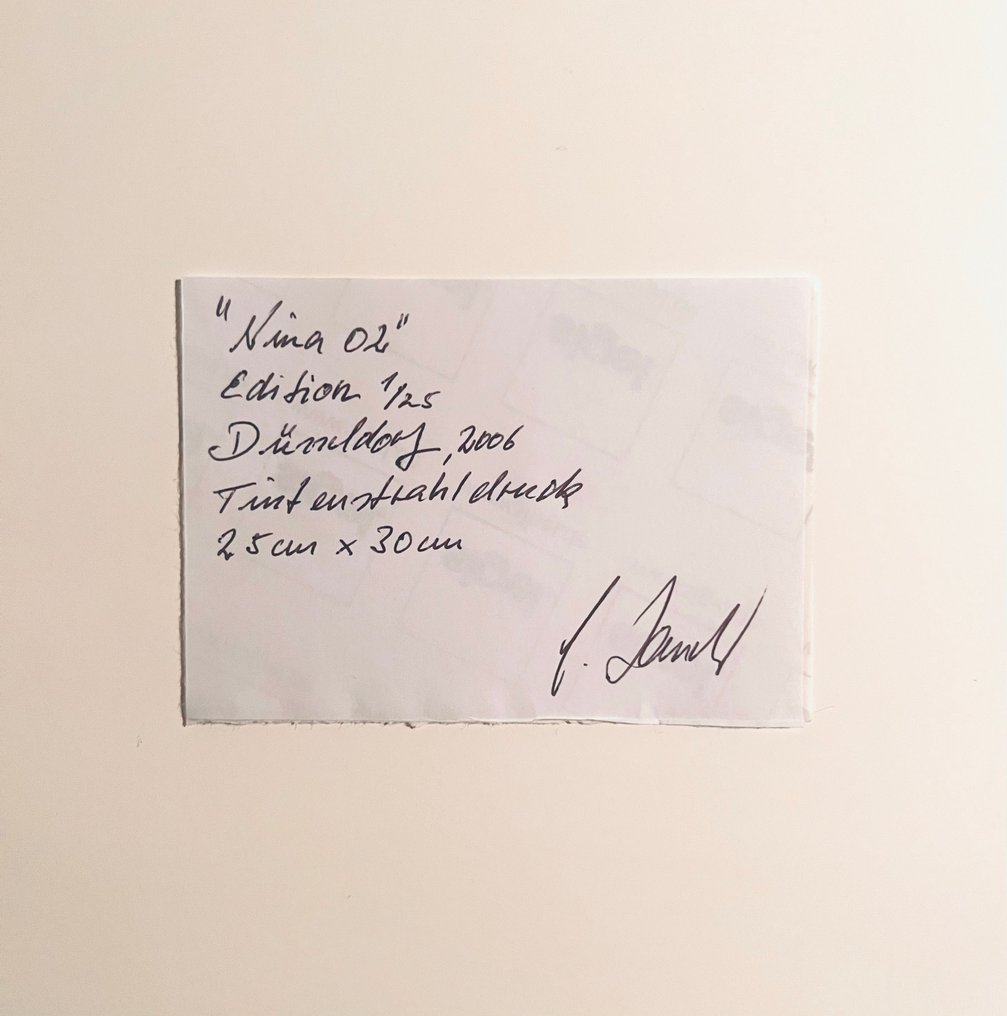 "Nina 02"
Edition 1/25
Düsseldorf, 2006
Tintenstrahldruck
25cm x 30cm